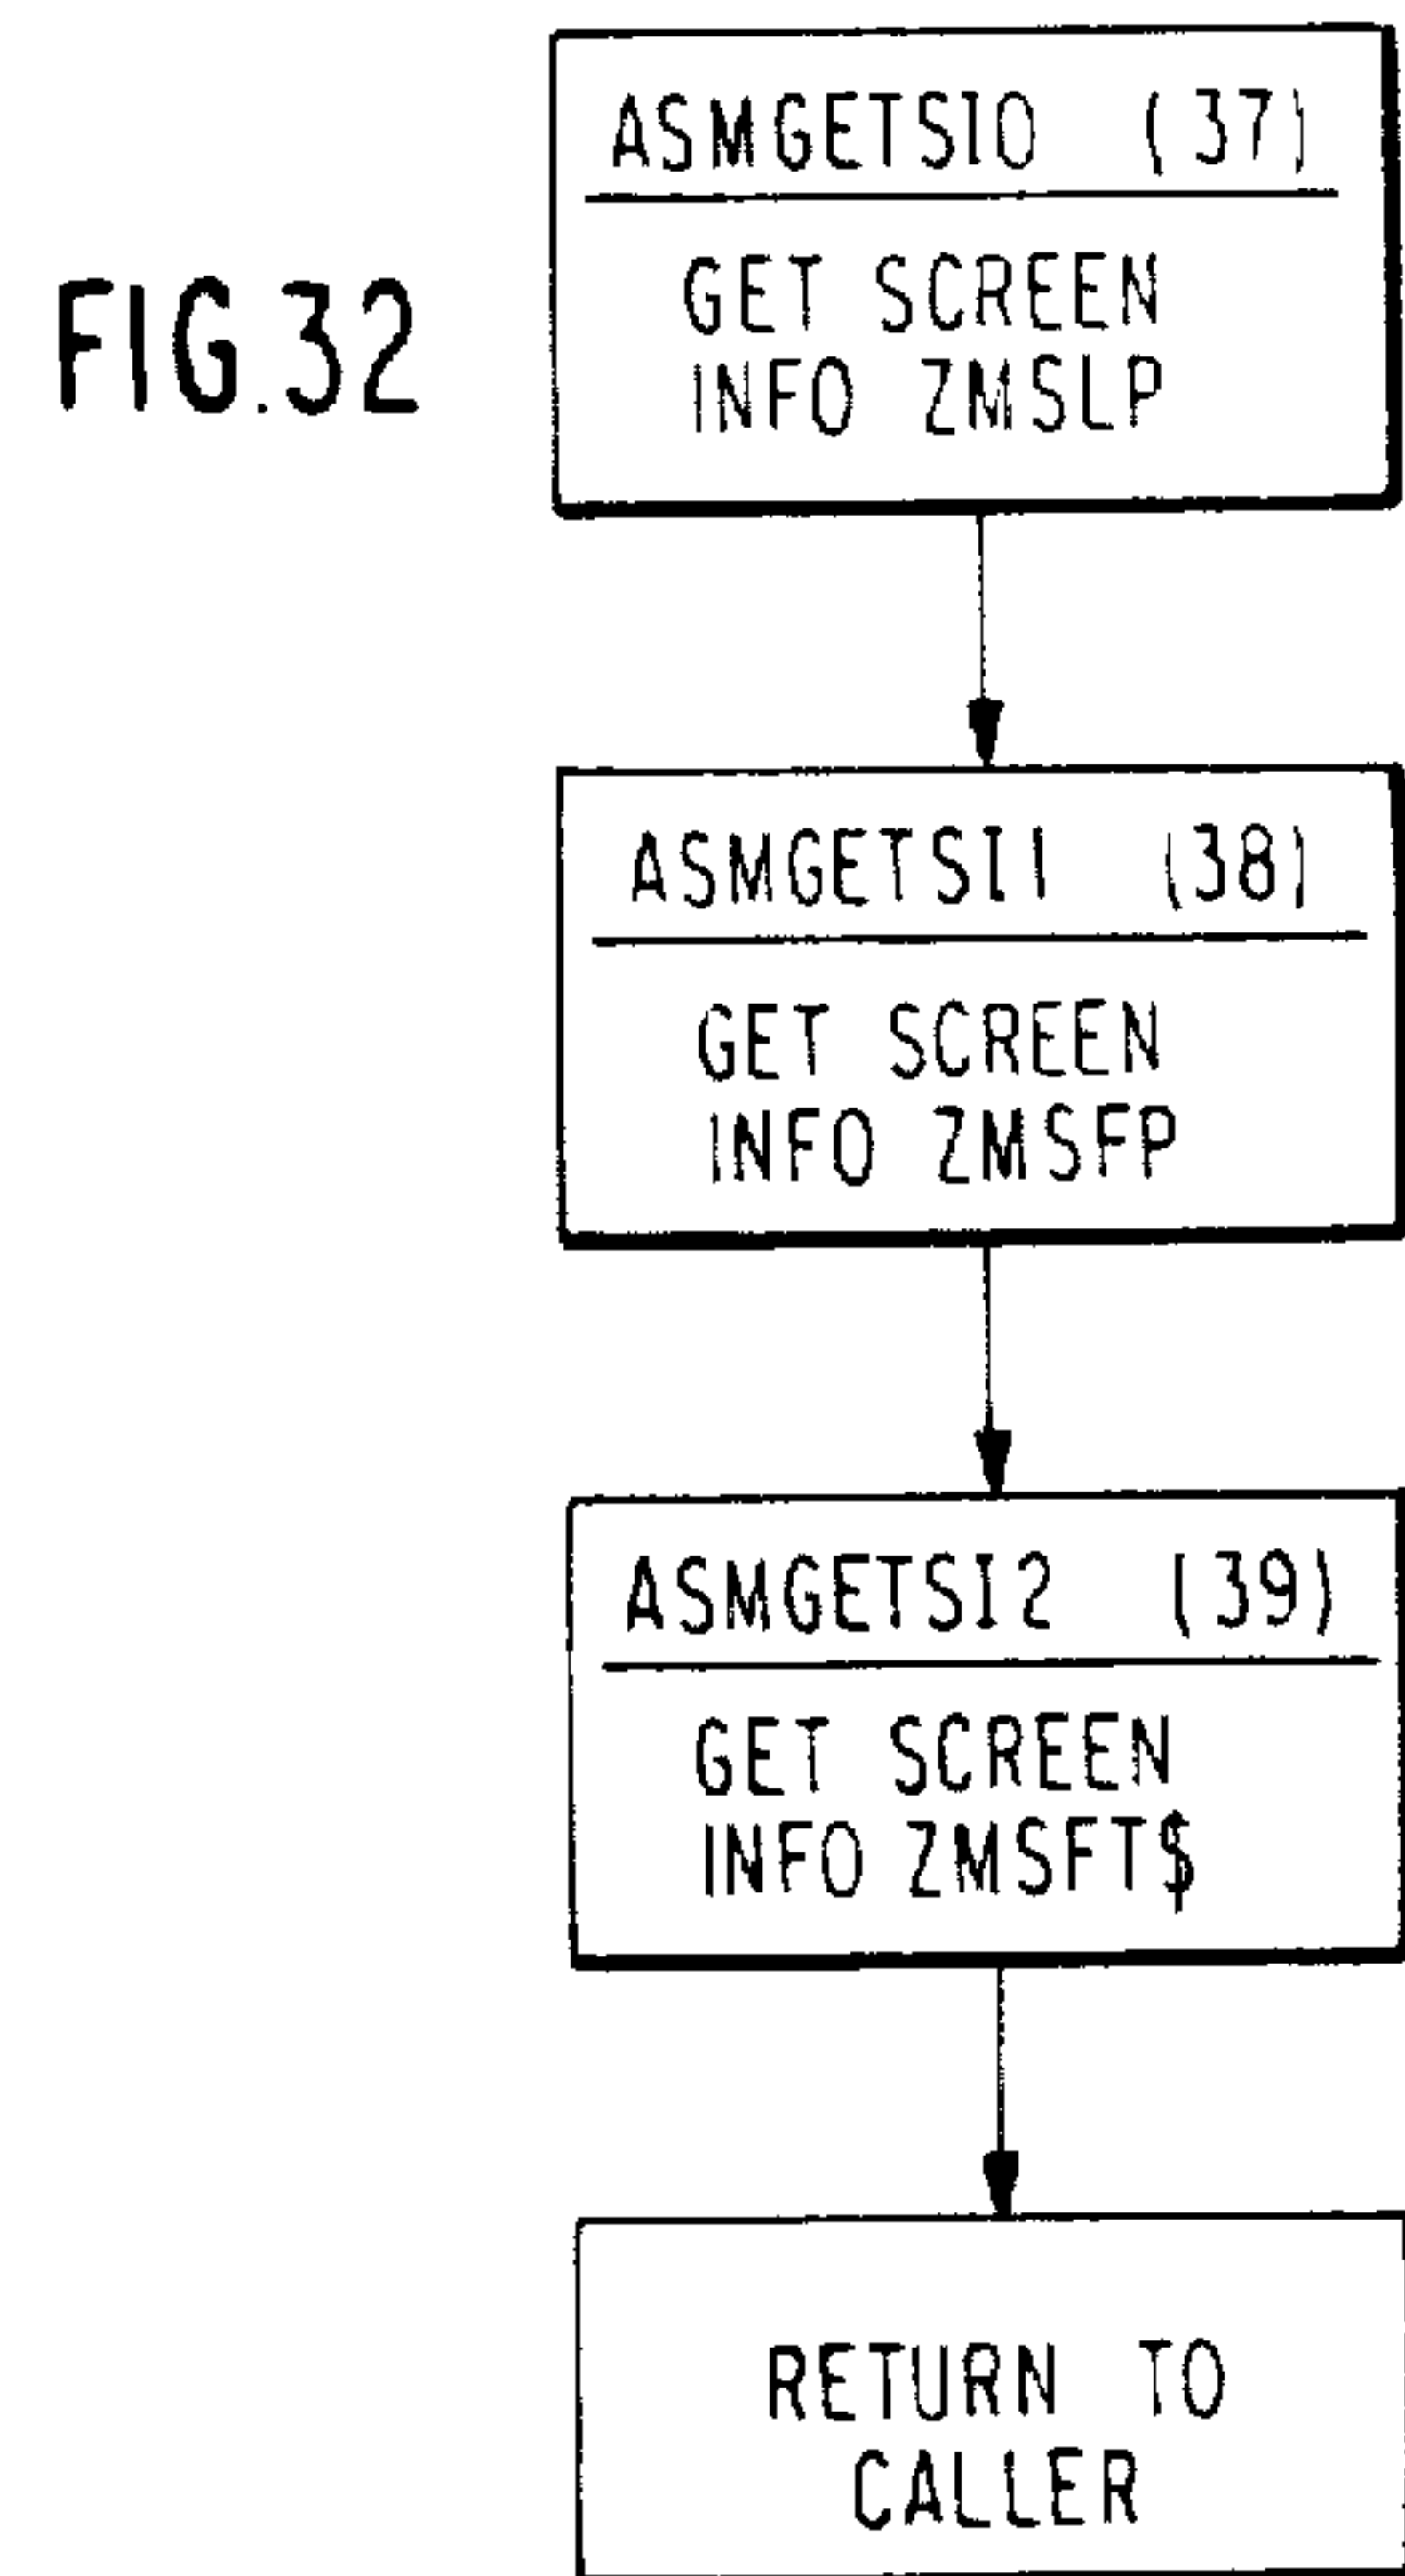 FIG.32
ASMGETSI0 (37)
GET SCREEN
INFO ZMSLP
ASMGETSI1 (38)
GET SCREEN
INFO ZMSFP
ASMGETSI2 (39)
GET SCREEN
INFO ZMSFT$
RETURN TO
CALLER